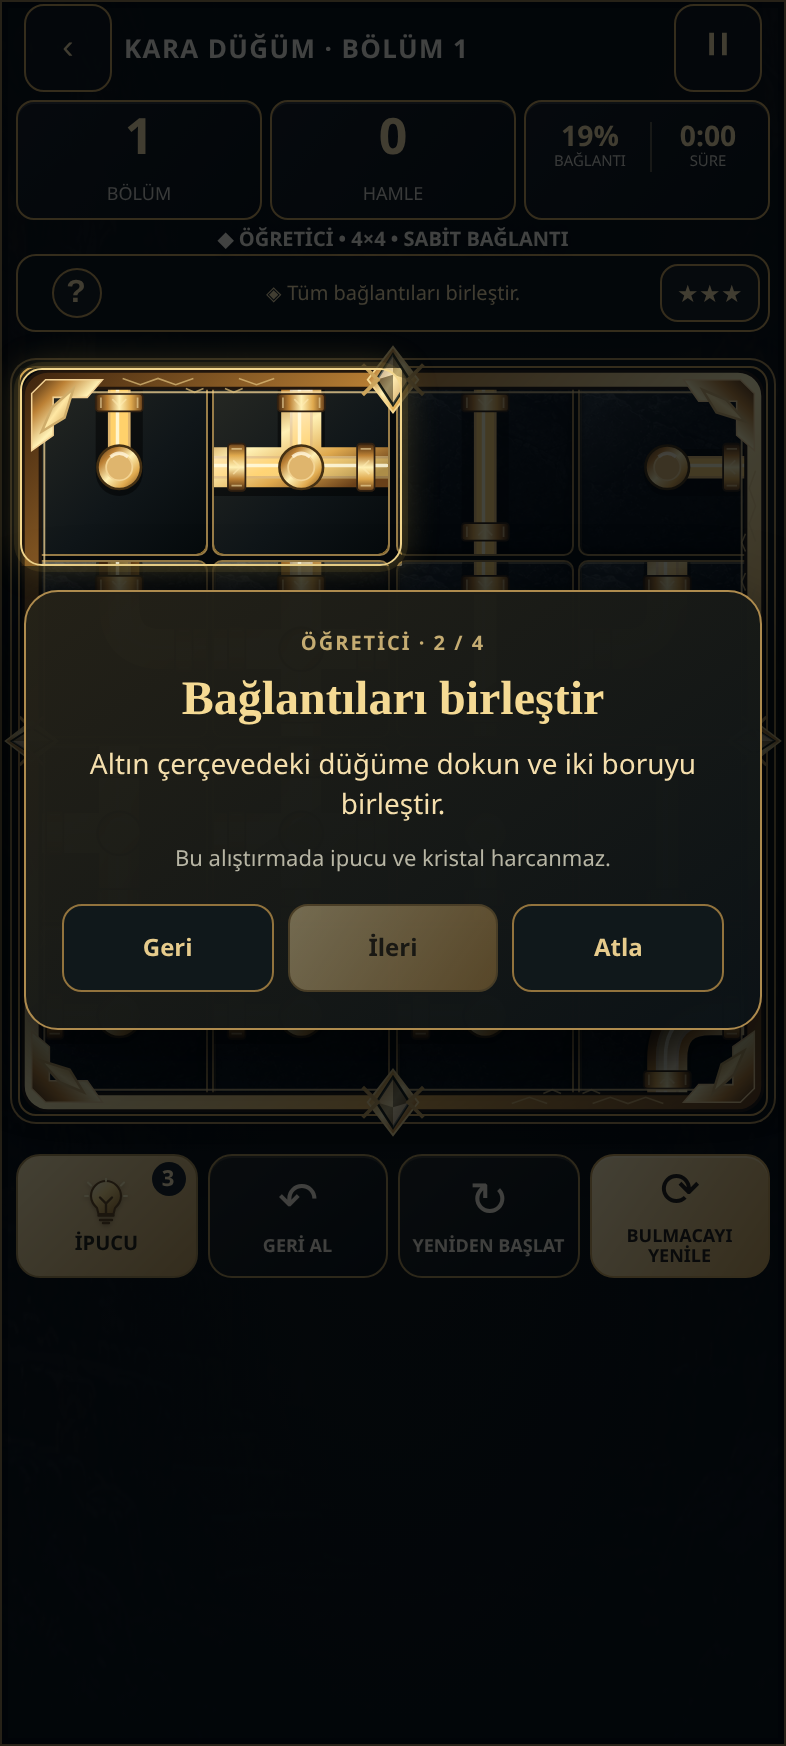 ‹ KARA DÜĞÜM · BÖLÜM 1
1
BÖLÜM
0
HAMLE
19%
BAĞLANTI
0:00
SÜRE
◆ ÖĞRETİCİ • 4×4 • SABİT BAĞLANTI
?
◈ Tüm bağlantıları birleştir.
★★★
ÖĞRETİCİ · 2 / 4
Bağlantıları birleştir
Altın çerçevedeki düğüme dokun ve iki boruyu
birleştir.
Bu alıştırmada ipucu ve kristal harcanmaz.
Geri
İleri
Atla
3
İPUCU
GERİ AL
YENİDEN BAŞLAT
BULMACAYI
YENİLE